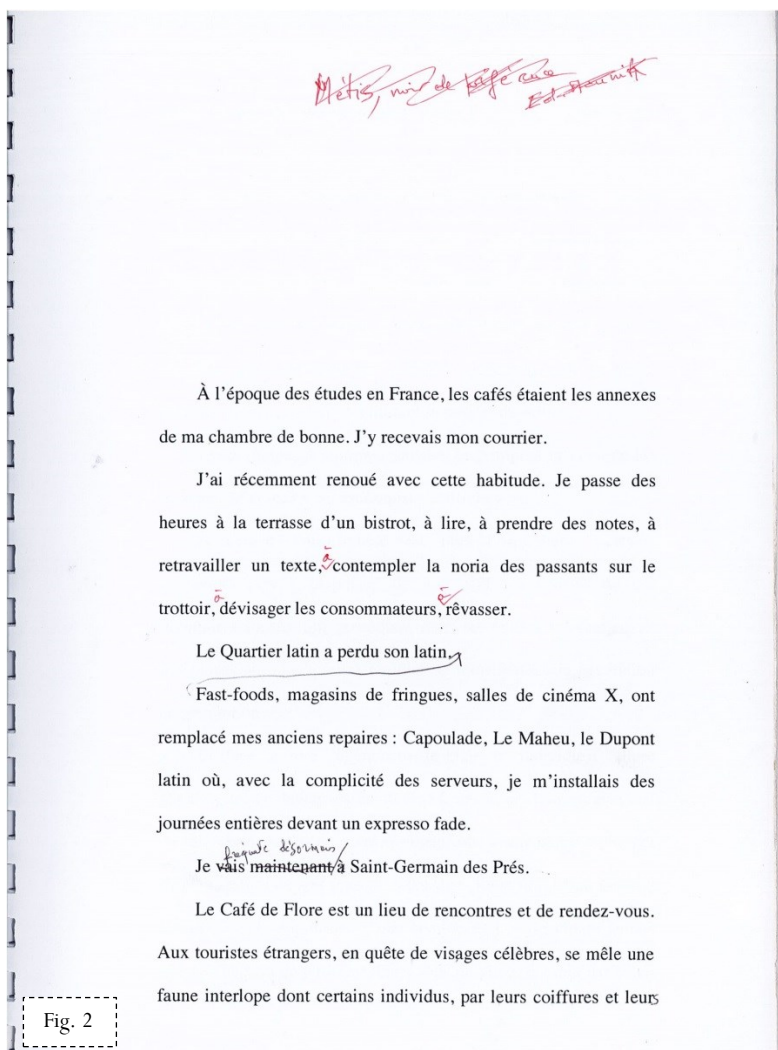 Métis, noir de
À l'époque des études en France, les cafés étaient les annexes
de ma chambre de bonne. J'y recevais mon courrier.
J'ai récemment renoué avec cette habitude. Je passe des
heures à la terrasse d'un bistrot, à lire, à prendre des notes, à
retravailler un texte, à contempler la noria des passants sur le
trottoir, à dévisager les consommateurs, à rêvasser.
Le Quartier latin a perdu son latin.
Fast-foods, magasins de fringues, salles de cinéma X, ont
remplacé mes anciens repaires : Capoulade, Le Maheu, le Dupont
latin où, avec la complicité des serveurs, je m'installais des
journées entières devant un expresso fade.
fréquente désormais
Je vais maintenant à Saint-Germain des Prés.
Le Café de Flore est un lieu de rencontres et de rendez-vous.
Aux touristes étrangers, en quête de visages célèbres, se mêle une
faune interlope dont certains individus, par leurs coiffures et leurs
Fig. 2